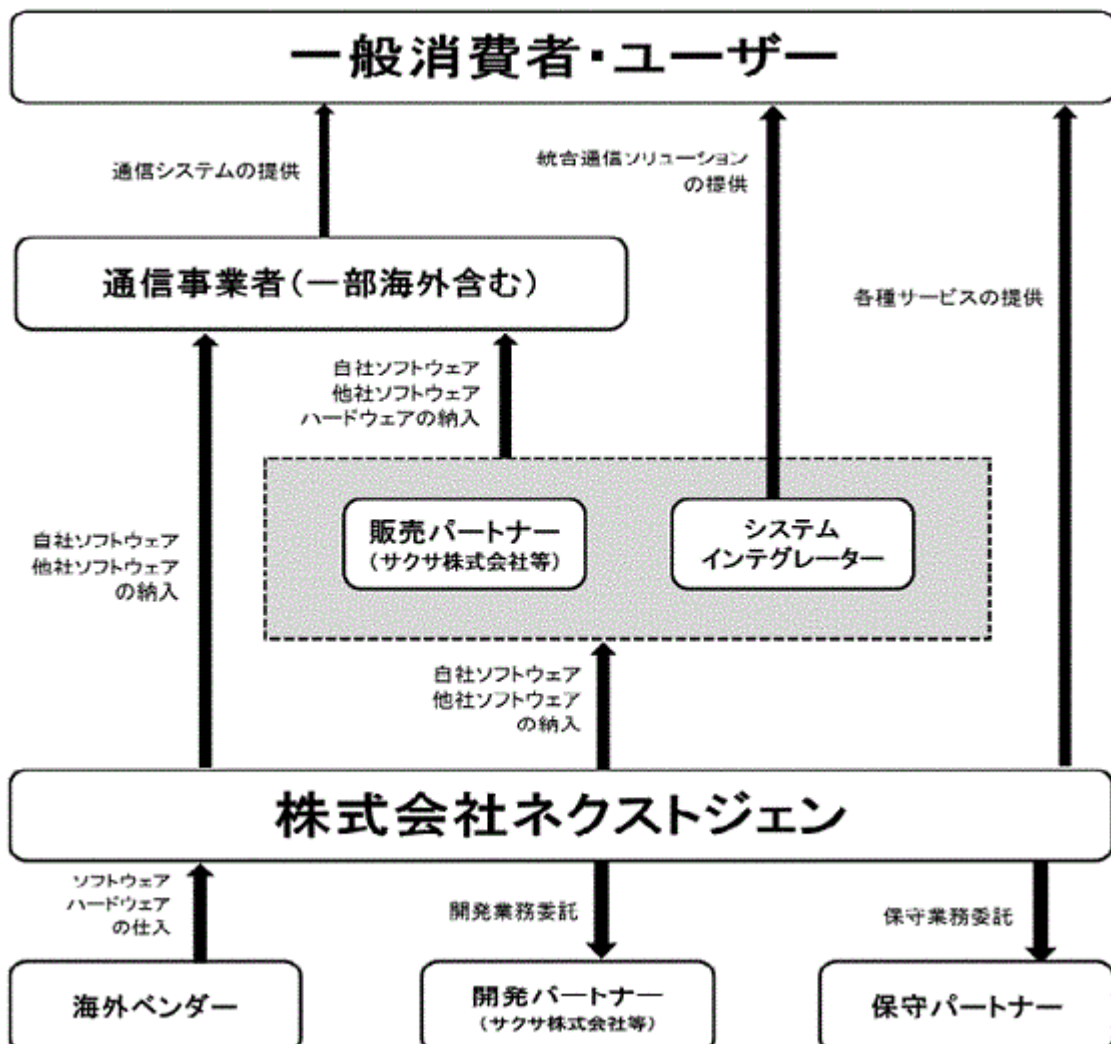 一般消費者・ユーザー
通信システムの提供
統合通信ソリューション
の提供
通信事業者(一部海外含む)
各種サービスの提供
自社ソフトウェア
他社ソフトウェア
ハードウェアの納入
販売パートナー
(サクサ株式会社等)
システム
インテグレーター
自社ソフトウェア
他社ソフトウェア
の納入
自社ソフトウェア
他社ソフトウェア
の納入
株式会社ネクストジェン
ソフトウェア
ハードウェア
の仕入
開発業務委託
保守業務委託
海外ベンダー
開発パートナー
(サクサ株式会社等)
保守パートナー